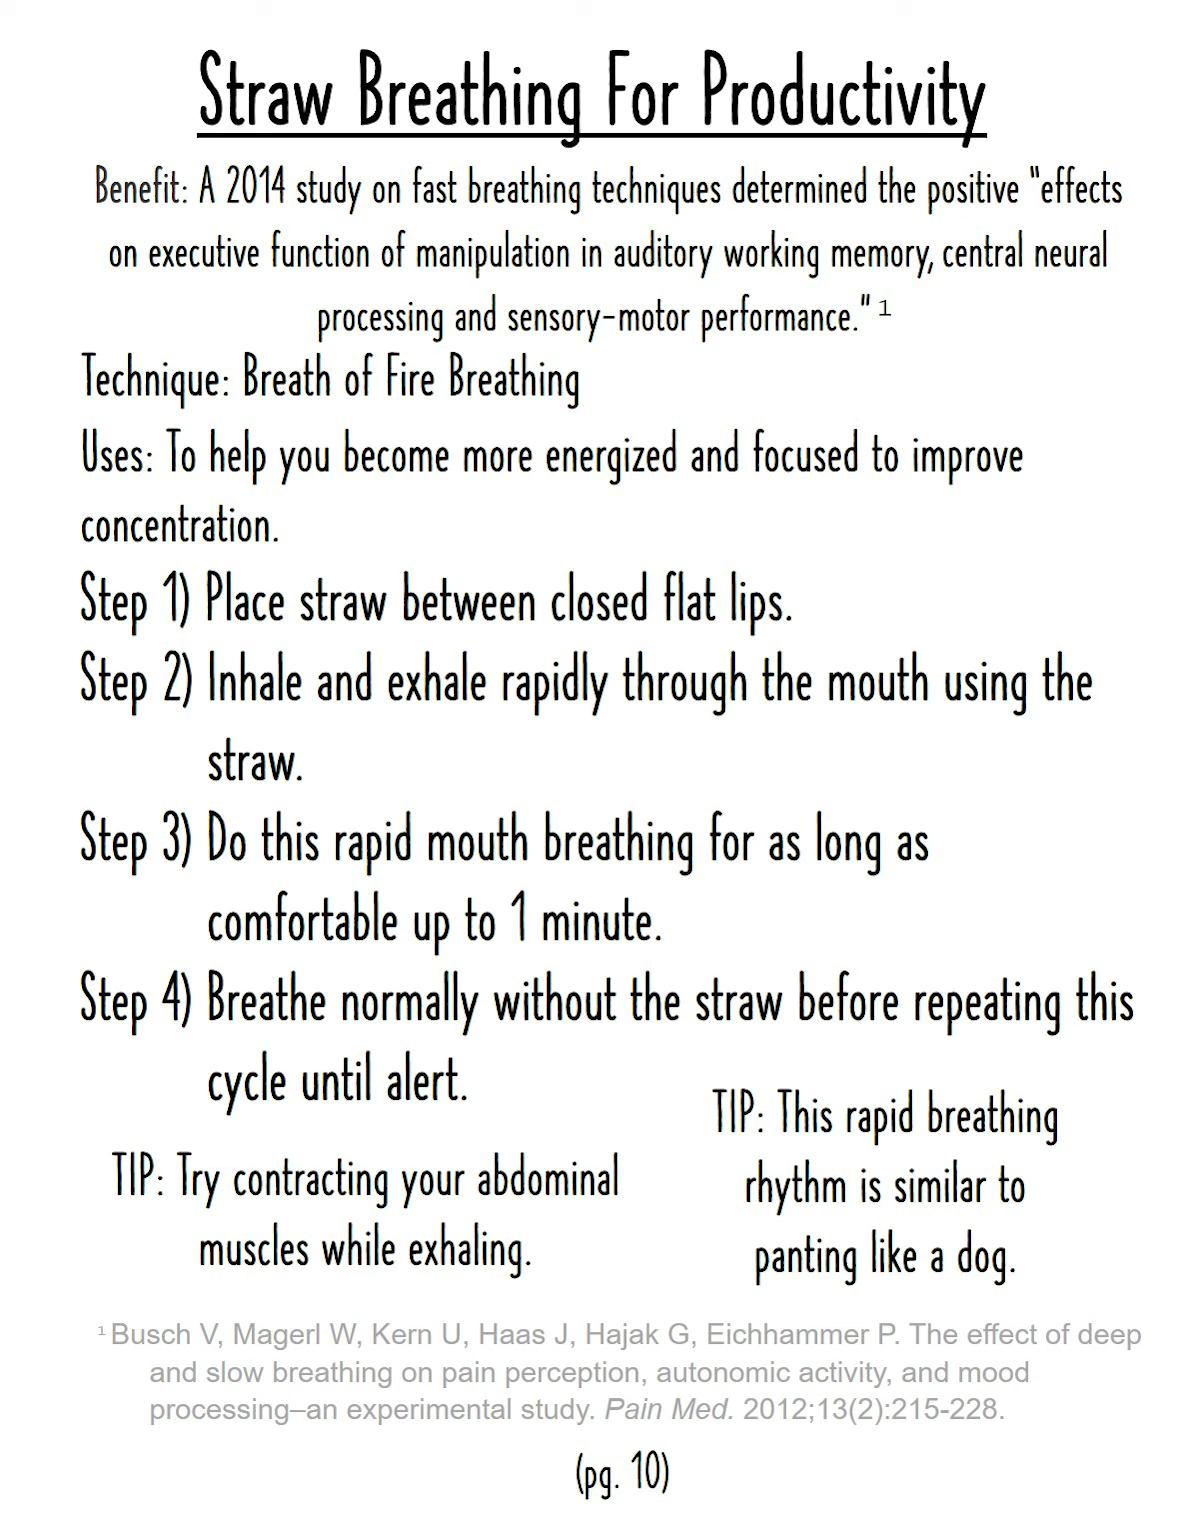 Straw Breathing For Productivity
Benefit: A 2014 study on fast breathing techniques determined the positive "effects
on executive function of manipulation in auditory working memory, central neural
processing and sensory-motor performance." ¹
Technique: Breath of Fire Breathing
Uses: To help you become more energized and focused to improve
concentration.
Step 1) Place straw between closed flat lips.
Step 2) Inhale and exhale rapidly through the mouth using the
straw.
Step 3) Do this rapid mouth breathing for as long as
comfortable up to 1 minute.
Step 4) Breathe normally without the straw before repeating this
cycle until alert.
TIP: Try contracting your abdominal
muscles while exhaling.
TIP: This rapid breathing
rhythm is similar to
panting like a dog.
¹ Busch V, Magerl W, Kern U, Haas J, Hajak G, Eichhammer P. The effect of deep
and slow breathing on pain perception, autonomic activity, and mood
processing–an experimental study. Pain Med. 2012;13(2):215-228.
(pg. 10)